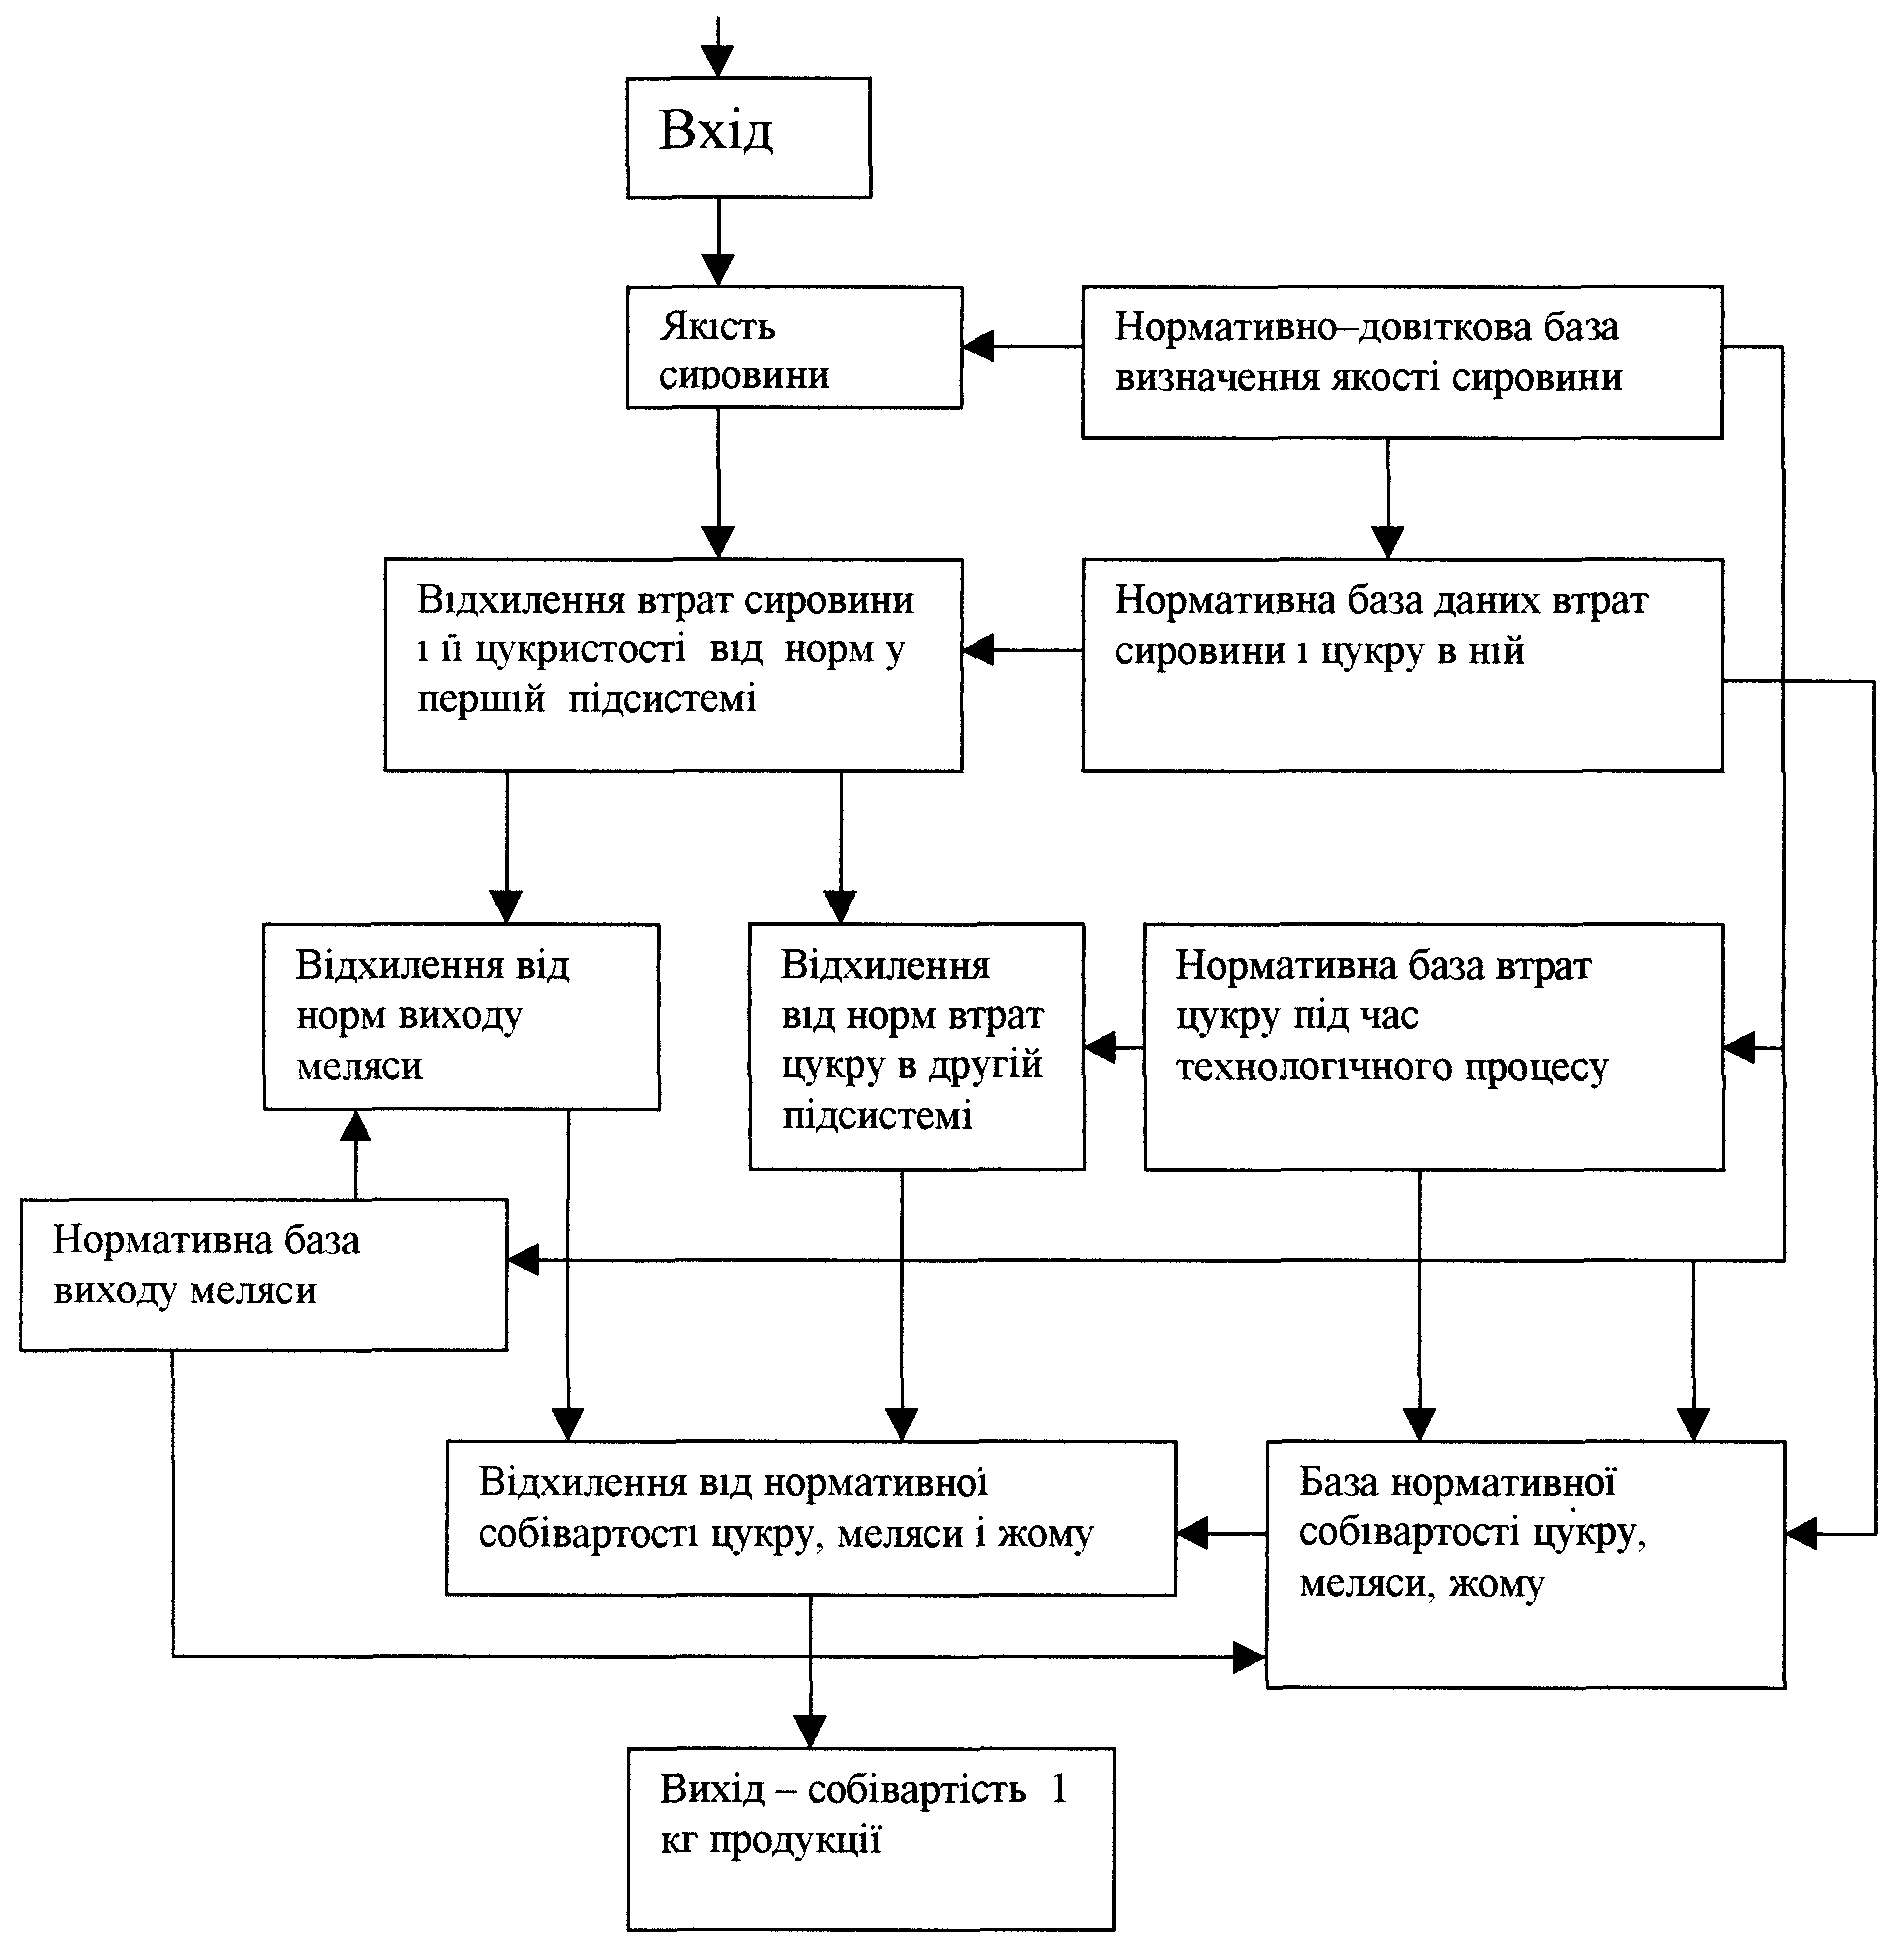 Вхід
Якість
сировини
Нормативно–довіткова база
визначення якості сировини
Відхилення втрат сировини
і її цукристості від норм у
першій підсистемі
Нормативна база даних втрат
сировини і цукру в ній
Відхилення від
норм виходу
меляси
Відхилення
від норм втрат
цукру в другій
підсистемі
Нормативна база втрат
цукру під час
технологічного процесу
Нормативна база
виходу меляси
Відхилення від нормативної
собівартості цукру, меляси і жому
База нормативної
собівартості цукру,
меляси, жому
Вихід – собівартість 1
кг продукції